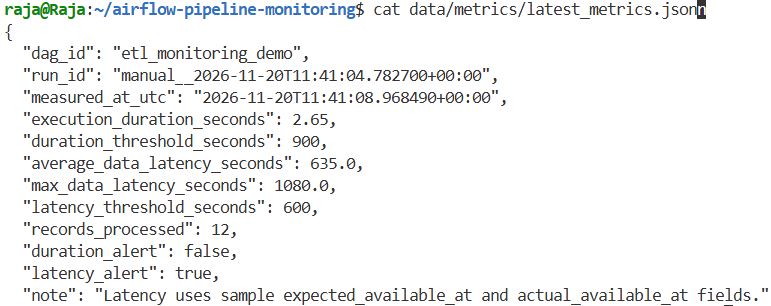 raja@Raja:~/airflow-pipeline-monitoring$ cat data/metrics/latest_metrics.jsonn
{
  "dag_id": "etl_monitoring_demo",
  "run_id": "manual__2026-11-20T11:41:04.782700+00:00",
  "measured_at_utc": "2026-11-20T11:41:08.968490+00:00",
  "execution_duration_seconds": 2.65,
  "duration_threshold_seconds": 900,
  "average_data_latency_seconds": 635.0,
  "max_data_latency_seconds": 1080.0,
  "latency_threshold_seconds": 600,
  "records_processed": 12,
  "duration_alert": false,
  "latency_alert": true,
  "note": "Latency uses sample expected_available_at and actual_available_at fields."